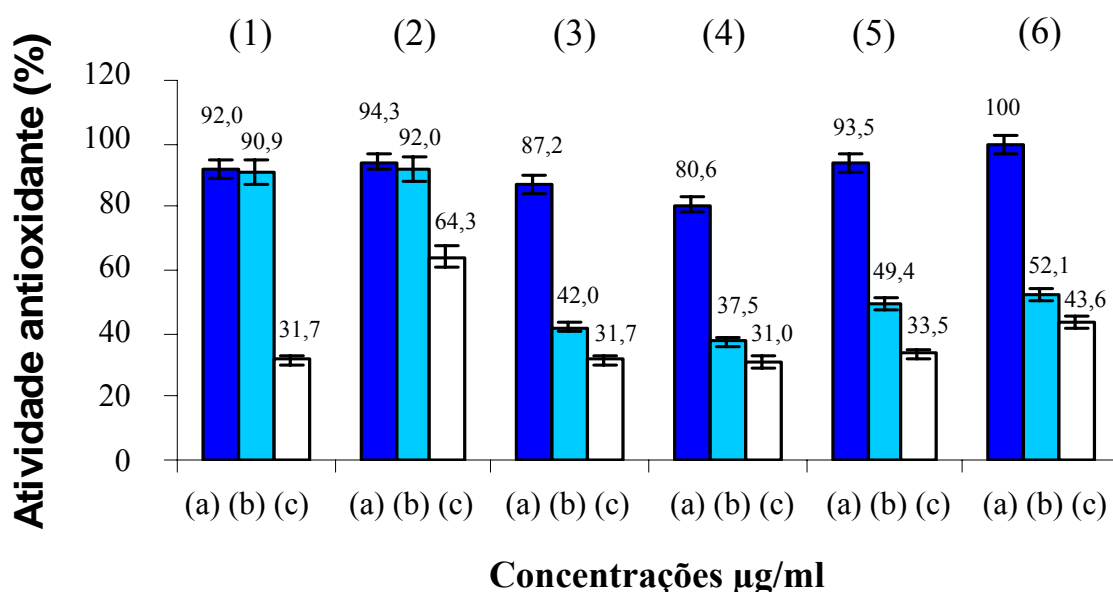 (1) (2) (3) (4) (5) (6)
Atividade antioxidante (%)
120
100
80
60
40
20
0
92,0 90,9 31,7
94,3 92,0 64,3
87,2 42,0 31,7
80,6 37,5 31,0
93,5 49,4 33,5
100 52,1 43,6
(a) (b) (c) (a) (b) (c) (a) (b) (c) (a) (b) (c) (a) (b) (c) (a) (b) (c)
Concentrações µg/ml